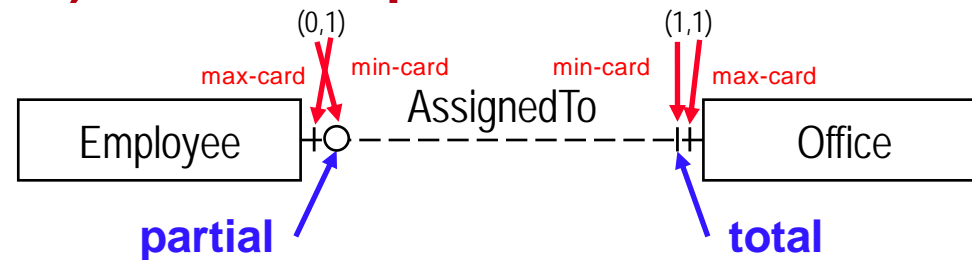 (0,1)
(1,1)
max-card
min-card
min-card
max-card
AssignedTo
Employee
Office
partial
total